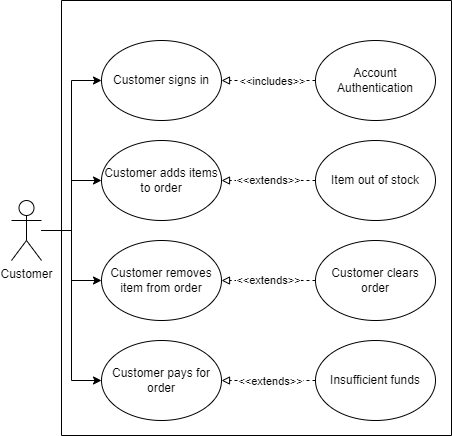 Customer signs in
<<includes>>
Account
Authentication
Customer adds items
to order
<<extends>>
Item out of stock
Customer
Customer removes
item from order
<<extends>>
Customer clears
order
Customer pays for
order
<<extends>>
Insufficient funds